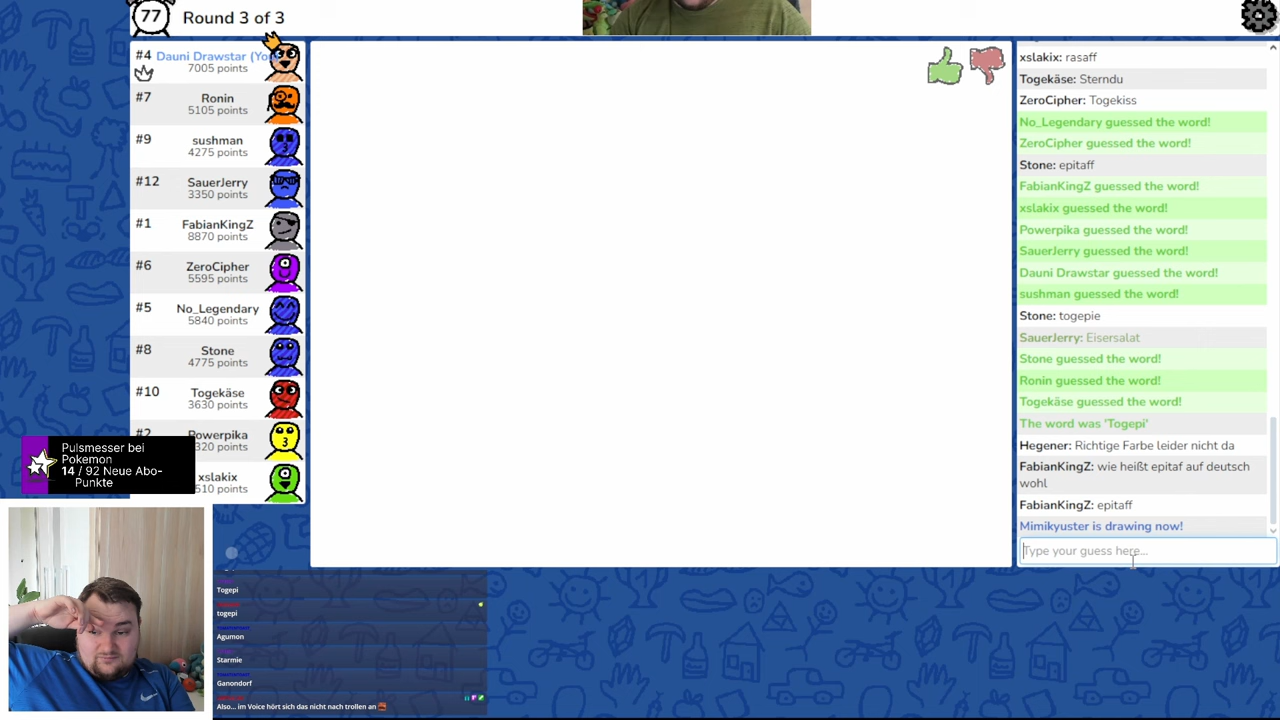 77
Round 3 of 3
#4 Dauni Drawstar (You)
7005 points
#7 Ronin
5105 points
#9 sushman
4275 points
#12 SauerJerry
3350 points
#1 FabianKingZ
8870 points
#6 ZeroCipher
5595 points
#5 No_Legendary
5840 points
#8 Stone
4775 points
#10 Togekäse
3630 points
#2 Powerpika
320 points
xslakix
510 points
Pulsmesser bei
Pokemon
14 / 92 Neue Abo-
Punkte
xslakix: rasaff
Togekäse: Sterndu
ZeroCipher: Togekiss
No_Legendary guessed the word!
ZeroCipher guessed the word!
Stone: epitaff
FabianKingZ guessed the word!
xslakix guessed the word!
Powerpika guessed the word!
SauerJerry guessed the word!
Dauni Drawstar guessed the word!
sushman guessed the word!
Stone: togepie
SauerJerry: Eisersalat
Stone guessed the word!
Ronin guessed the word!
Togekäse guessed the word!
The word was 'Togepi'
Hegener: Richtige Farbe leider nicht da
FabianKingZ: wie heißt epitaf auf deutsch
wohl
FabianKingZ: epitaff
Mimikyuster is drawing now!
Type your guess here...
Togepi
togepi
Agumon
Starmie
Ganondorf
Also... im Voice hört sich das nicht nach trollen an